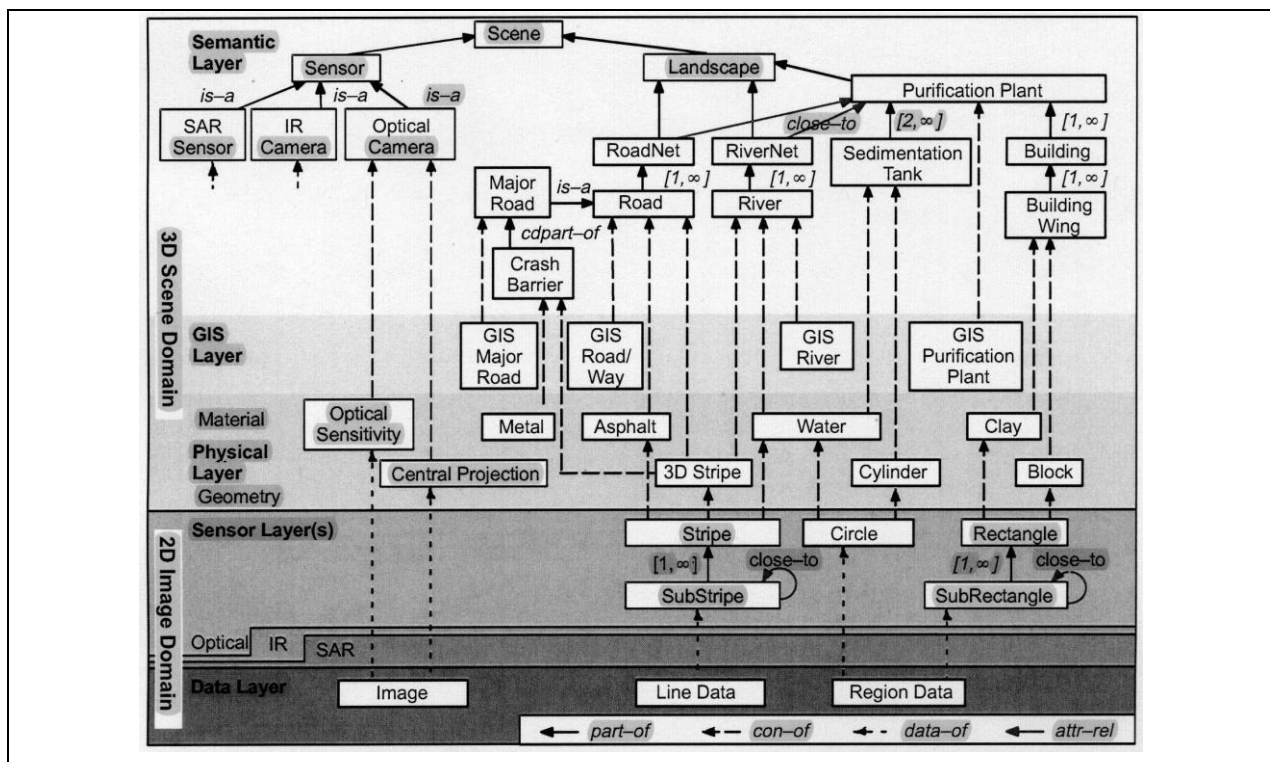 Scene
Semantic
Layer
Sensor
Landscape
Purification Plant
is–a
is–a
is–a
SAR
Sensor
IR
Camera
Optical
Camera
close–to
[2,∞]
[1,∞]
RoadNet
RiverNet
Sedimentation
Tank
Building
Major
Road
is–a
[1,∞]
[1,∞]
[1,∞]
Road
River
Building
Wing
cdpart–of
Crash
Barrier
3D Scene Domain
GIS
Layer
GIS
Major
Road
GIS
Road/
Way
GIS
River
GIS
Purification
Plant
Material
Optical
Sensitivity
Metal
Asphalt
Water
Clay
Physical
Layer
Central Projection
3D Stripe
Cylinder
Block
Geometry
Sensor Layer(s)
Stripe
Circle
Rectangle
[1,∞]
close–to
[1,∞]
close–to
SubStripe
SubRectangle
2D Image Domain
Optical
IR
SAR
Data Layer
Image
Line Data
Region Data
part–of
con–of
data–of
attr–rel